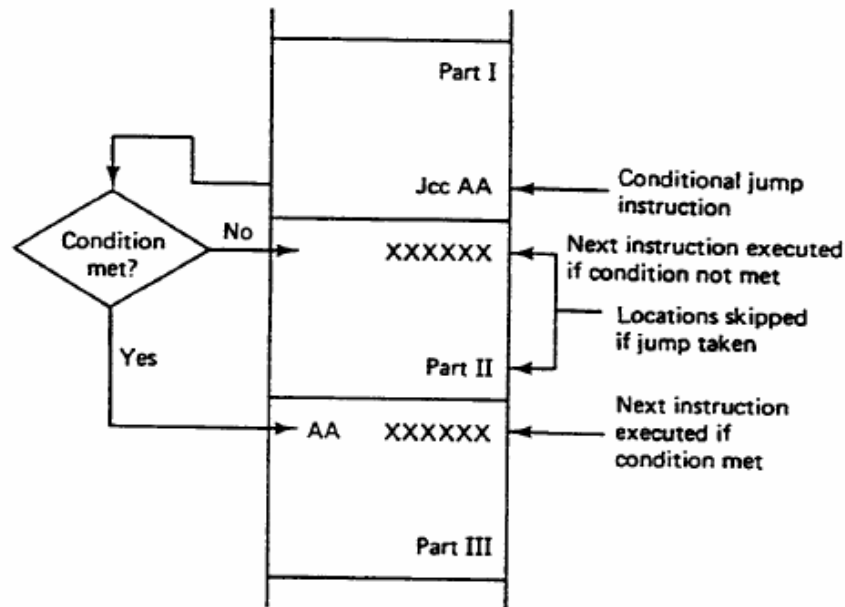 Part I
Jcc AA
Conditional jump
instruction
Condition
met?
No
XXXXXX
Next instruction executed
if condition not met
Locations skipped
if jump taken
Yes
Part II
AA XXXXXX
Next instruction
executed if
condition met
Part III